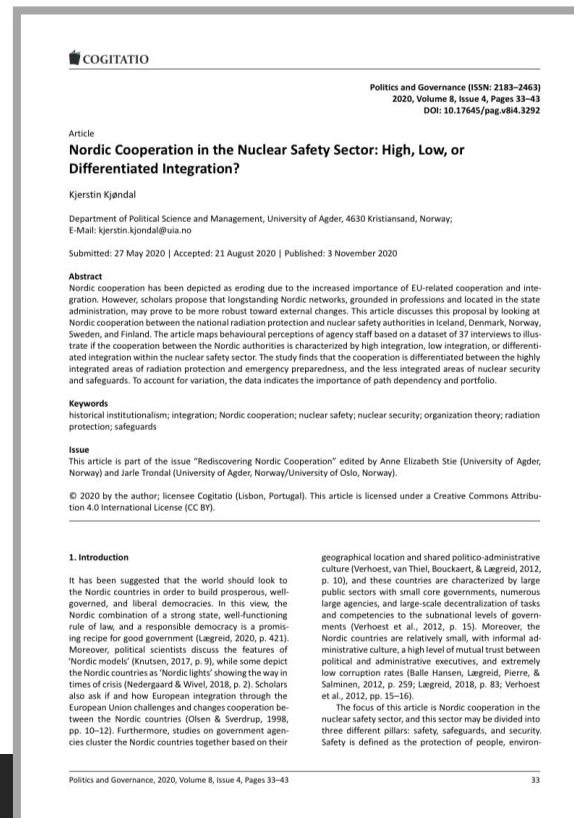 COGITATIO
Politics and Governance (ISSN: 2183–2463)
2020, Volume 8, Issue 4, Pages 33–43
DOI: 10.17645/pag.v8i4.3292
Article
Nordic Cooperation in the Nuclear Safety Sector: High, Low, or
Differentiated Integration?
Kjerstin Kjøndal
Department of Political Science and Management, University of Agder, 4630 Kristiansand, Norway;
E-Mail: kjerstin.kjondal@uia.no
Submitted: 27 May 2020 | Accepted: 21 August 2020 | Published: 3 November 2020
Abstract
Nordic cooperation has been depicted as eroding due to the increased importance of EU-related cooperation and inte-
gration. However, scholars propose that longstanding Nordic networks, grounded in professions and located in the state
administration, may prove to be more robust toward external changes. This article discusses this proposal by looking at
Nordic cooperation between the national radiation protection and nuclear safety authorities in Iceland, Denmark, Norway,
Sweden, and Finland. The article maps behavioural perceptions of agency staff based on a dataset of 37 interviews to illus-
trate if the cooperation between the Nordic authorities is characterized by high integration, low integration, or differenti-
ated integration within the nuclear safety sector. The study finds that the cooperation is differentiated between the highly
integrated areas of radiation protection and emergency preparedness, and the less integrated areas of nuclear security
and safeguards. To account for variation, the data indicates the importance of path dependency and portfolio.
Keywords
historical institutionalism; integration; Nordic cooperation; nuclear safety; nuclear security; organization theory; radiation
protection; safeguards
Issue
This article is part of the issue “Rediscovering Nordic Cooperation” edited by Anne Elizabeth Stie (University of Agder,
Norway) and Jarle Trondal (University of Agder, Norway/University of Oslo, Norway).
© 2020 by the author; licensee Cogitatio (Lisbon, Portugal). This article is licensed under a Creative Commons Attribu-
tion 4.0 International License (CC BY).
1. Introduction
It has been suggested that the world should look to
the Nordic countries in order to build prosperous, well-
governed, and liberal democracies. In this view, the
Nordic combination of a strong state, well-functioning
rule of law, and a responsible democracy is a promis-
ing recipe for good government (Lægreid, 2020, p. 421).
Moreover, political scientists discuss the features of
‘Nordic models’ (Knutsen, 2017, p. 9), while some depict
the Nordic countries as ‘Nordic lights’ showing the way in
times of crisis (Nedergaard & Wivel, 2018, p. 2). Scholars
also ask if and how European integration through the
European Union challenges and changes cooperation be-
tween the Nordic countries (Olsen & Sverdrup, 1998,
pp. 10–12). Furthermore, studies on government agen-
cies cluster the Nordic countries together based on their
geographical location and shared politico-administrative
culture (Verhoest, van Thiel, Bouckaert, & Lægreid, 2012,
p. 10), and these countries are characterized by large
public sectors with small core governments, numerous
large agencies, and large-scale decentralization of tasks
and competencies to the subnational levels of govern-
ments (Verhoest et al., 2012, p. 15). Moreover, the
Nordic countries are relatively small, with informal ad-
ministrative culture, a high level of mutual trust between
political and administrative executives, and extremely
low corruption rates (Balle Hansen, Lægreid, Pierre, &
Salminen, 2012, p. 259; Lægreid, 2018, p. 83; Verhoest
et al., 2012, pp. 15–16).
The focus of this article is Nordic cooperation in the
nuclear safety sector, and this sector may be divided into
three different pillars: safety, safeguards, and security.
Safety is defined as the protection of people, environ-
Politics and Governance, 2020, Volume 8, Issue 4, Pages 33–43
33